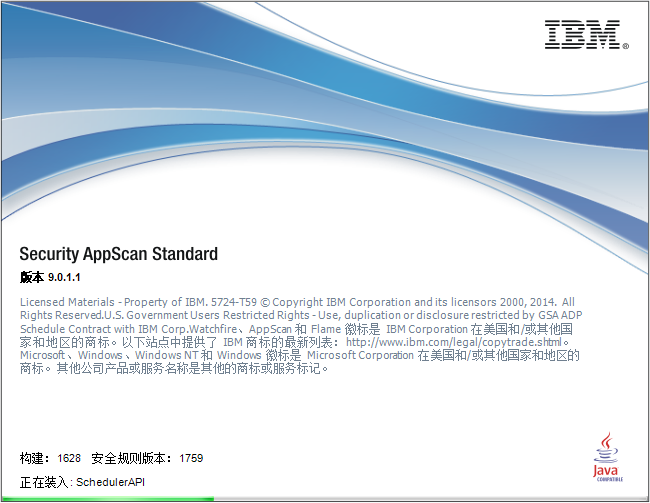 IBM®
Security AppScan Standard
版本 9.0.1.1
Licensed Materials - Property of IBM. 5724-T59 © Copyright IBM Corporation and its licensors 2000, 2014. All
Rights Reserved.U.S. Government Users Restricted Rights - Use, duplication or disclosure restricted by GSA ADP
Schedule Contract with IBM Corp.Watchfire、AppScan 和 Flame 徽标是 IBM Corporation 在美国和/或其他国
家和地区的商标。以下站点中提供了 IBM 商标的最新列表：http://www.ibm.com/legal/copytrade.shtml。
Microsoft、Windows、Windows NT 和 Windows 徽标是 Microsoft Corporation 在美国和/或其他国家和地区的
商标。其他公司产品或服务名称是其他的商标或服务标记。
构建：1628 安全规则版本：1759
正在装入: SchedulerAPI
Java
COMPATIBLE